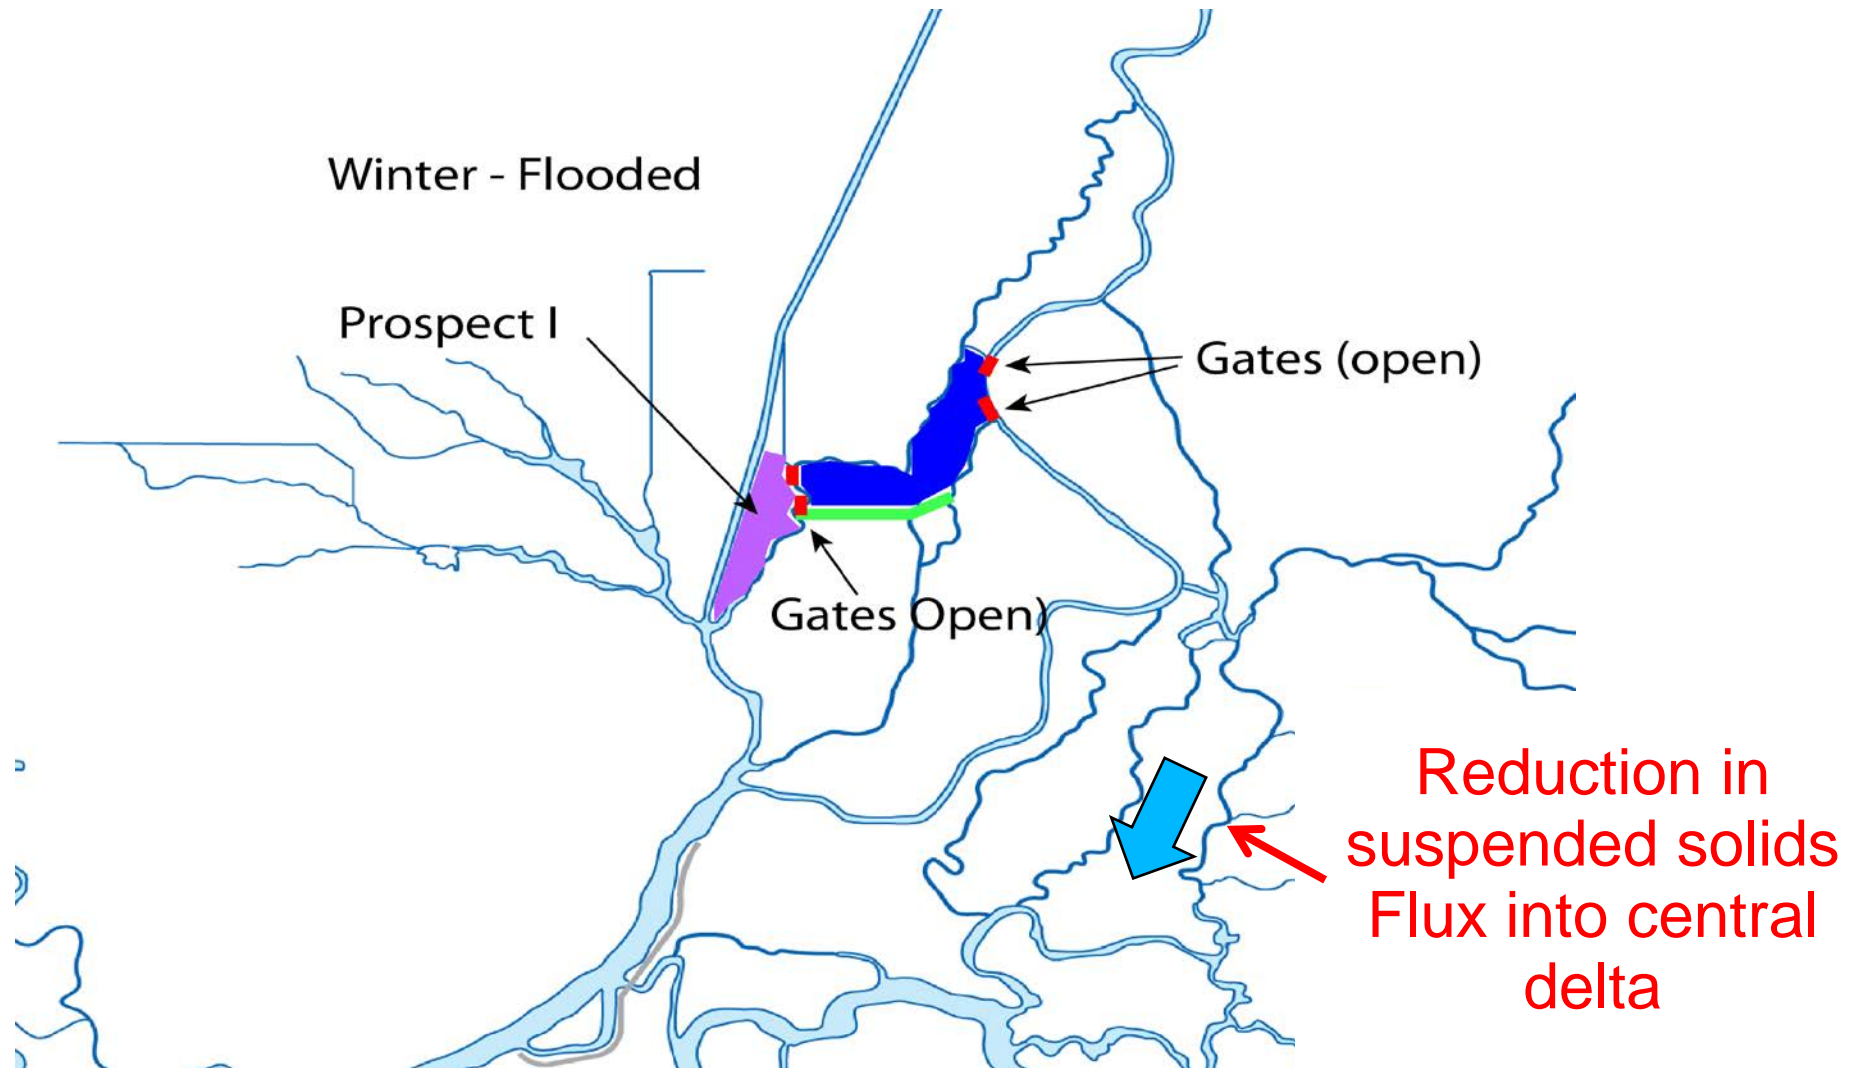 Winter - Flooded
Prospect I
Gates (open)
Gates Open)
Reduction in
suspended solids
Flux into central
delta